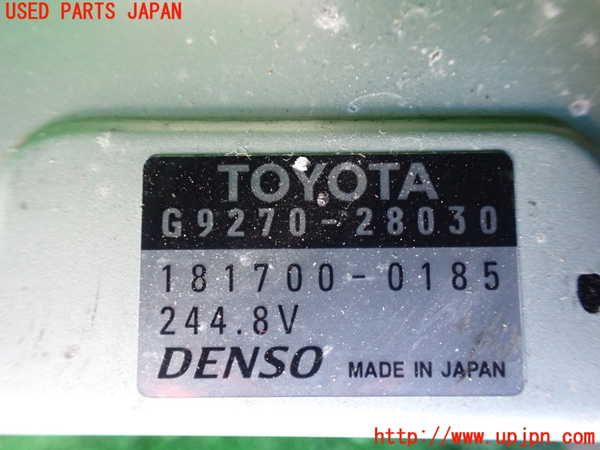 USED PARTS JAPAN
TOYOTA
G9270-28030
181700-0185
244.8V
DENSO MADE IN JAPAN
http://www.upjpn.com